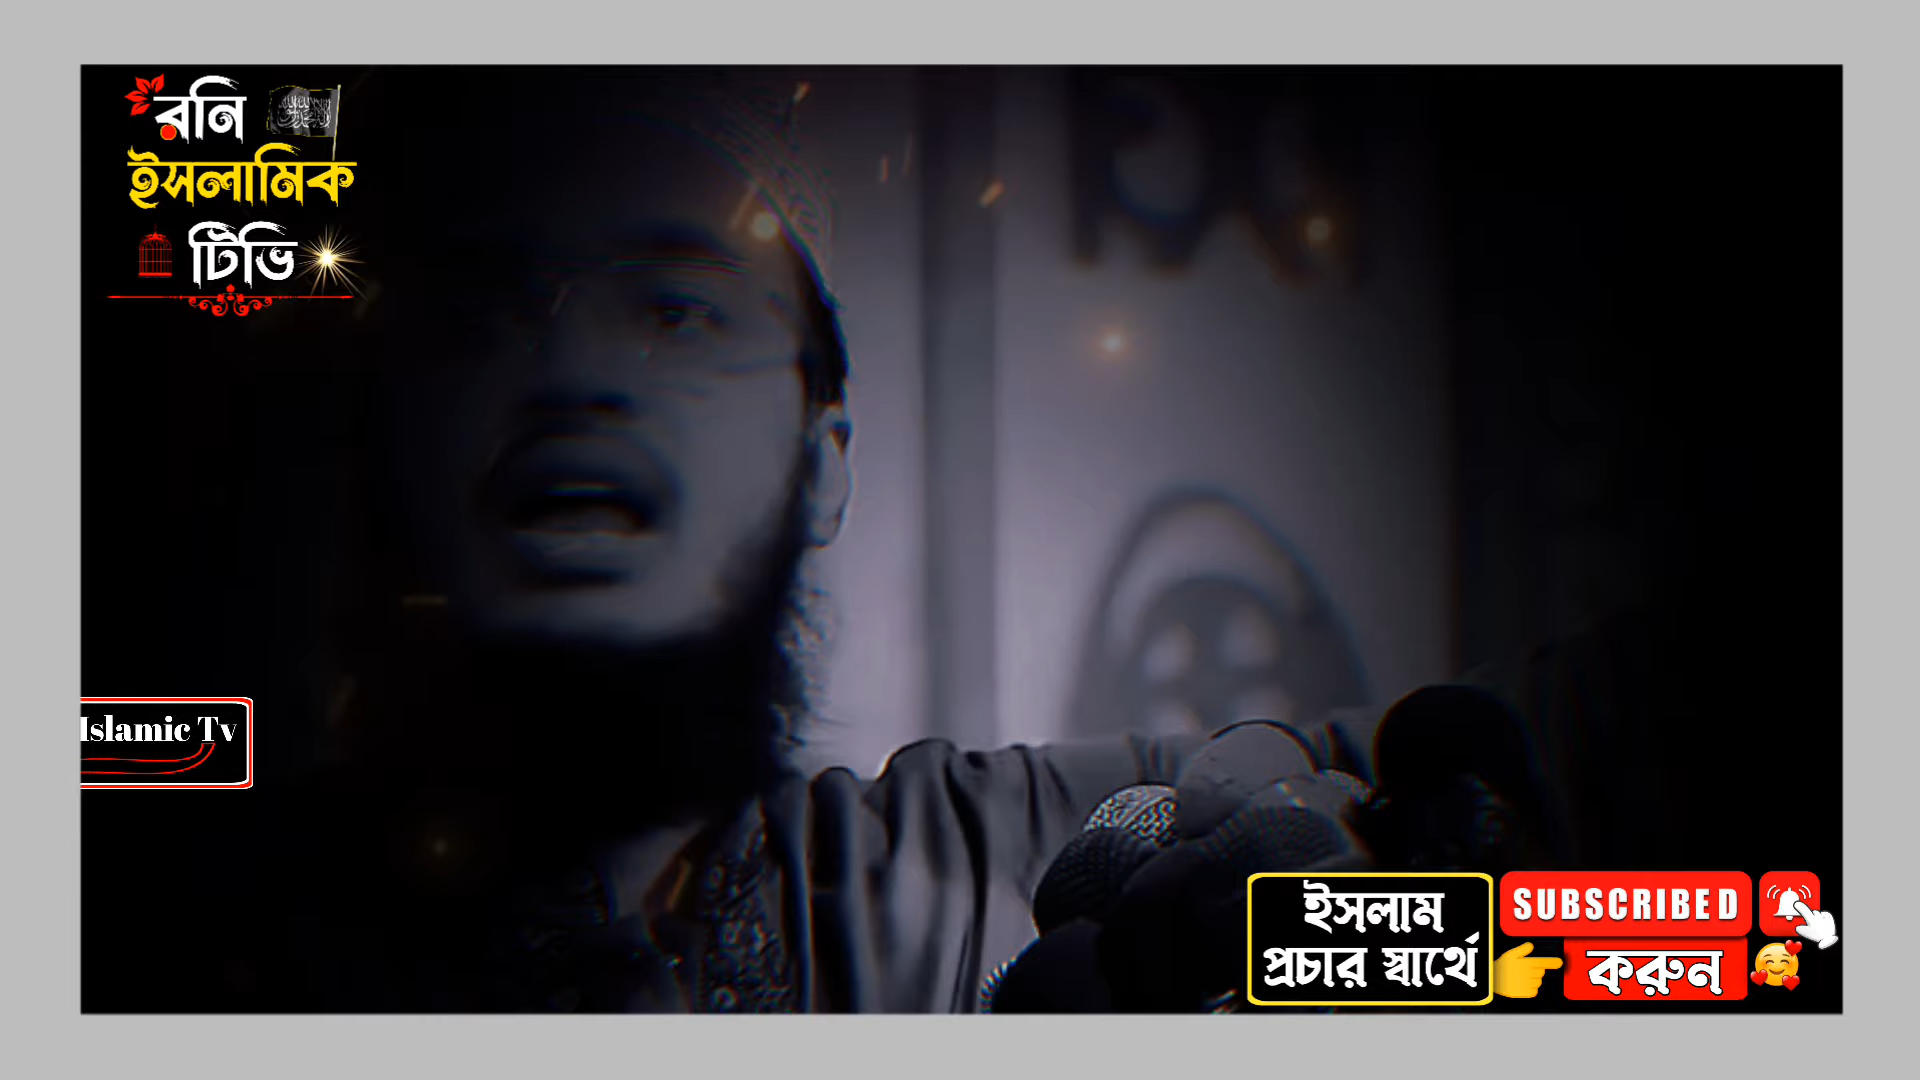 রনি
ইসলামিক
টিভি
Islamic Tv
ইসলাম
প্রচার স্বার্থে
SUBSCRIBED
করুন